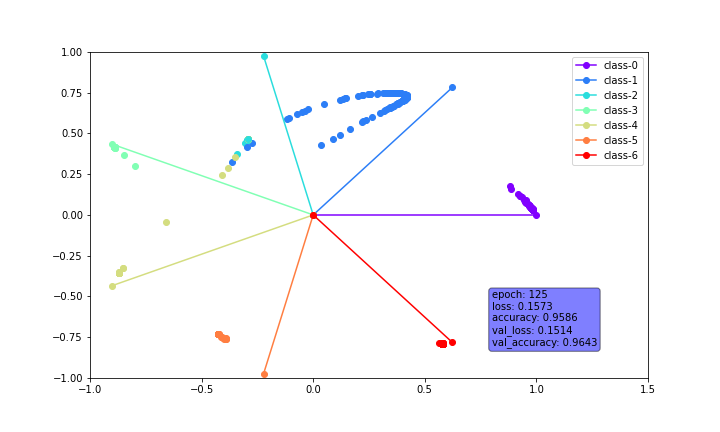 1.00
0.75
0.50
0.25
0.00
−0.25
−0.50
−0.75
−1.00
−1.0
−0.5
0.0
0.5
1.0
1.5
class-0
class-1
class-2
class-3
class-4
class-5
class-6
epoch: 125
loss: 0.1573
accuracy: 0.9586
val_loss: 0.1514
val_accuracy: 0.9643